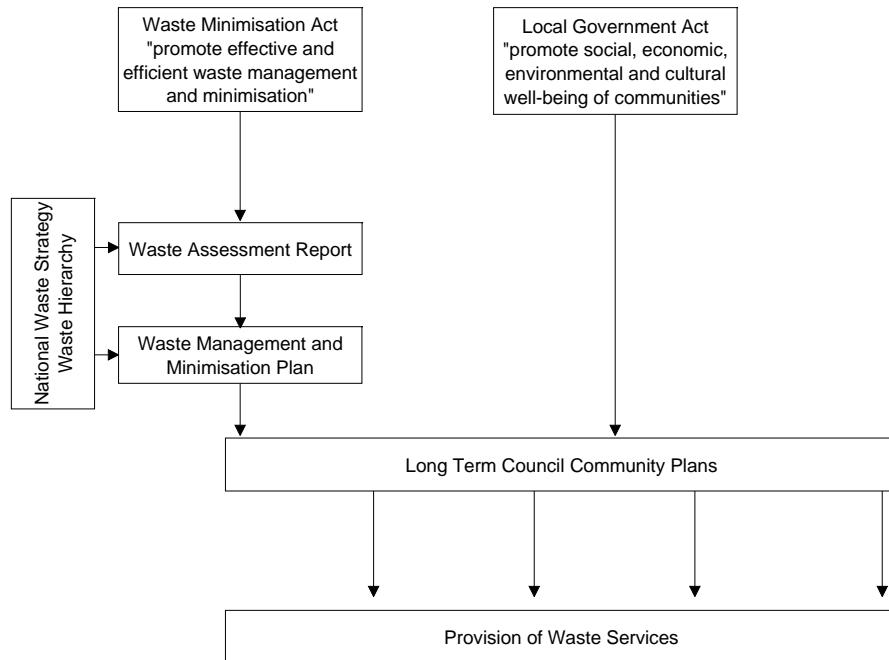 Waste Minimisation Act
"promote effective and
efficient waste management
and minimisation"
Local Government Act
"promote social, economic,
environmental and cultural
well-being of communities"
National Waste Strategy
Waste Hierarchy
Waste Assessment Report
Waste Management and
Minimisation Plan
Long Term Council Community Plans
Provision of Waste Services